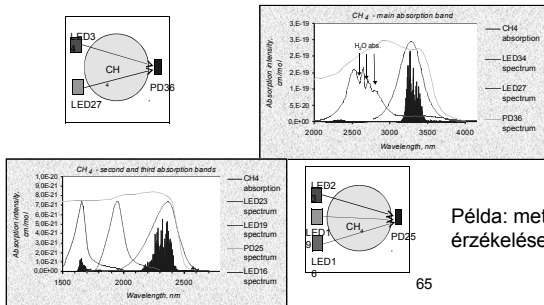 LED3
4
CH
4
PD36
LED27
CH4 - main absorption band
3,E-19
3,E-19
2,E-19
2,E-19
1,E-19
5,E-20
0,E+00
2000 2500 3000 3500 4000
Absorption intensity,
cm/mol
Wavelength, nm
H2O abs.
CH4
absorption
LED34
spectrum
LED27
spectrum
PD36
spectrum
CH4 - second and third absorption bands
1,0E-20
9,0E-21
8,0E-21
7,0E-21
6,0E-21
5,0E-21
4,0E-21
3,0E-21
2,0E-21
1,0E-21
0,0E+00
1500 2000 2500
Absorption intensity,
cm/mol
Wavelength, nm
CH4
absorption
LED23
spectrum
LED19
spectrum
PD25
spectrum
LED16
spectrum
LED2
3
LED1
9
LED1
6
CH4
PD25
Példa: met
érzékelése
65